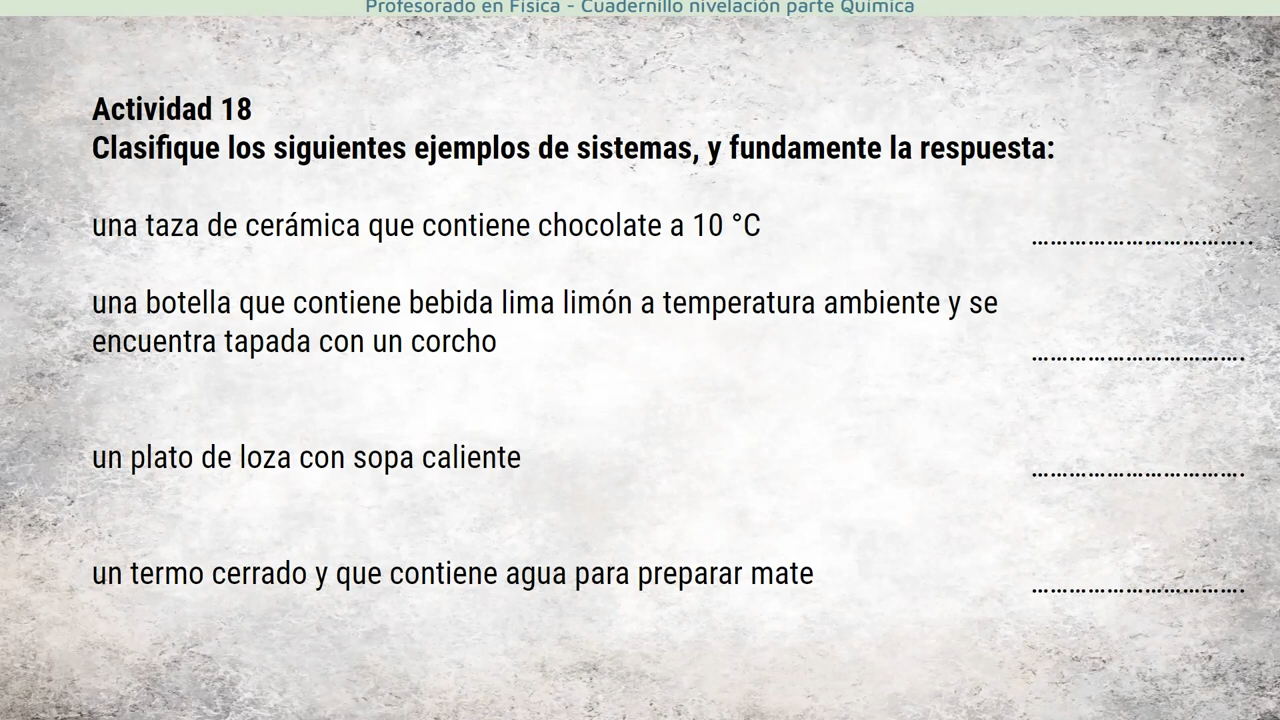 Profesorado en Física - Cuadernillo nivelación parte Química
Actividad 18
Clasifique los siguientes ejemplos de sistemas, y fundamente la respuesta:
una taza de cerámica que contiene chocolate a 10 °C
……………………………..
una botella que contiene bebida lima limón a temperatura ambiente y se
encuentra tapada con un corcho
…………………………….
un plato de loza con sopa caliente
…………………………….
un termo cerrado y que contiene agua para preparar mate
…………………………….